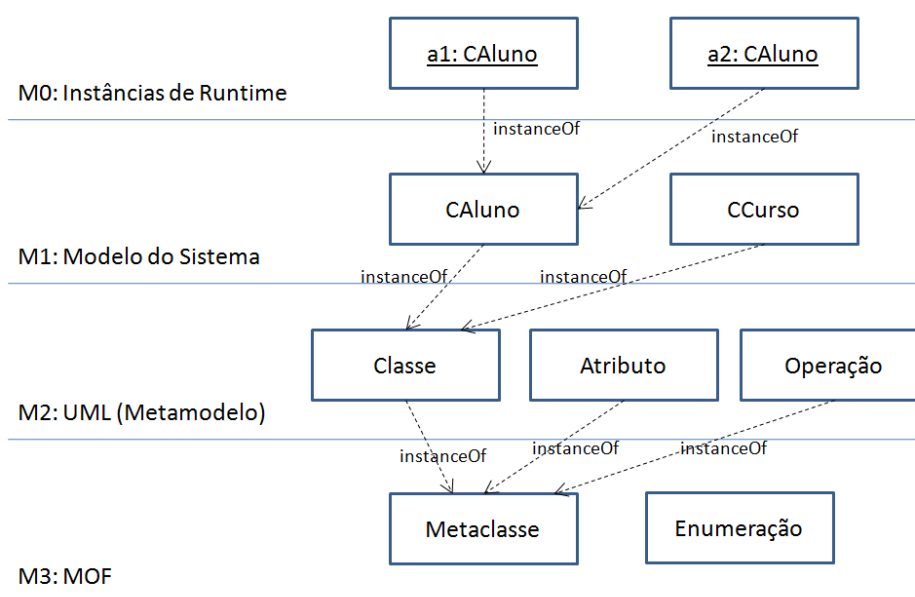 a1: CAluno
a2: CAluno
M0: Instâncias de Runtime
instanceOf
instanceOf
CAluno
CCurso
M1: Modelo do Sistema
instanceOf
instanceOf
Classe
Atributo
Operação
M2: UML (Metamodelo)
instanceOf
instanceOf
instanceOf
Metaclasse
Enumeração
M3: MOF